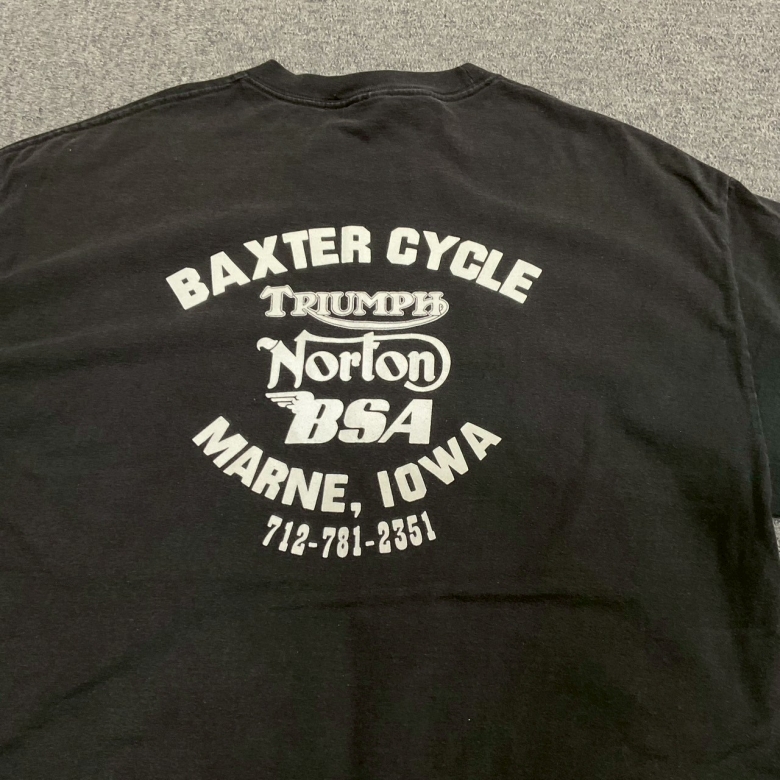 BAXTER CYCLE
TRIUMPH
Norton
BSA
MARNE, IOWA
712-781-2351